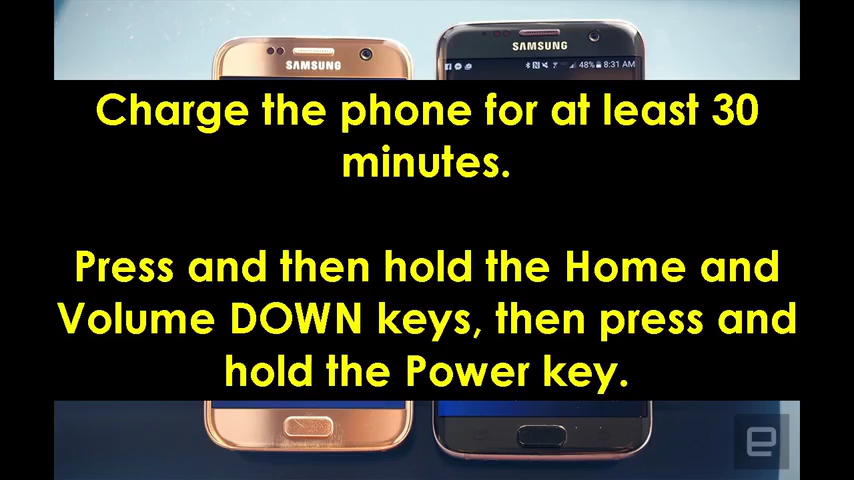 SAMSUNG
SAMSUNG
48% 8:31 AM
Charge the phone for at least 30
minutes.
Press and then hold the Home and
Volume DOWN keys, then press and
hold the Power key.
e